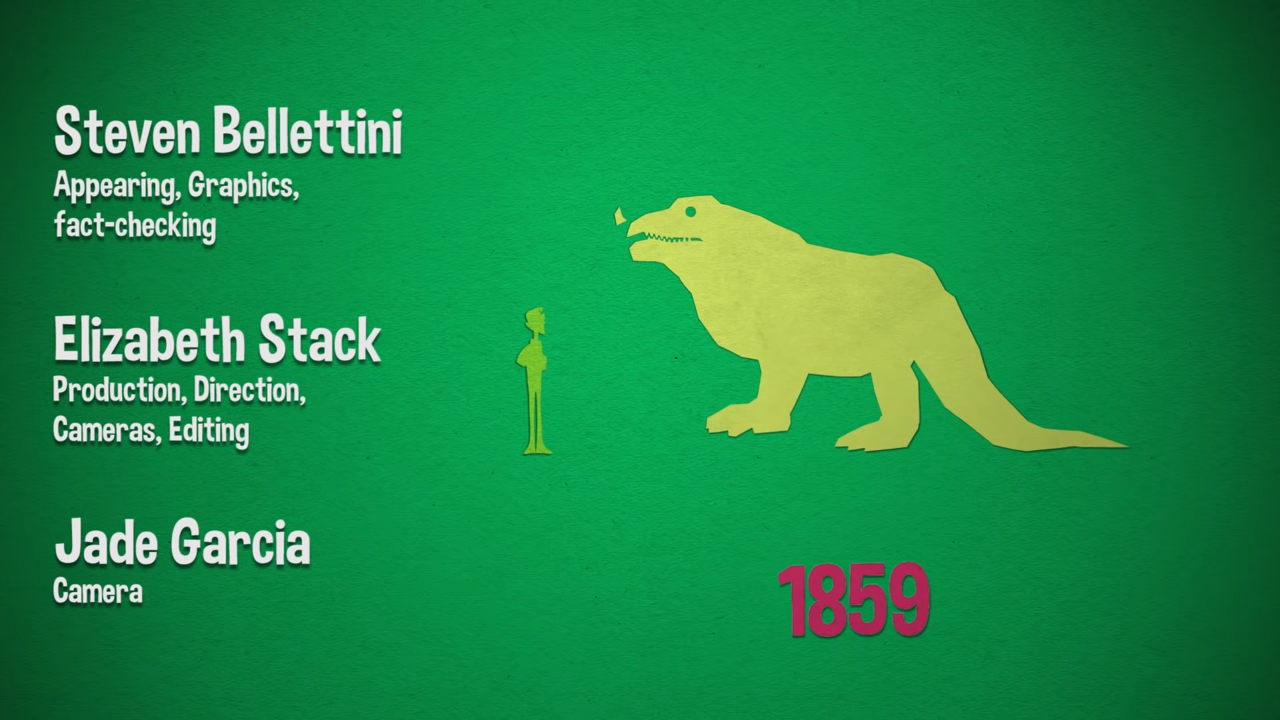 Steven Bellettini
Appearing, Graphics,
fact-checking
Elizabeth Stack
Production, Direction,
Cameras, Editing
Jade Garcia
Camera
1859